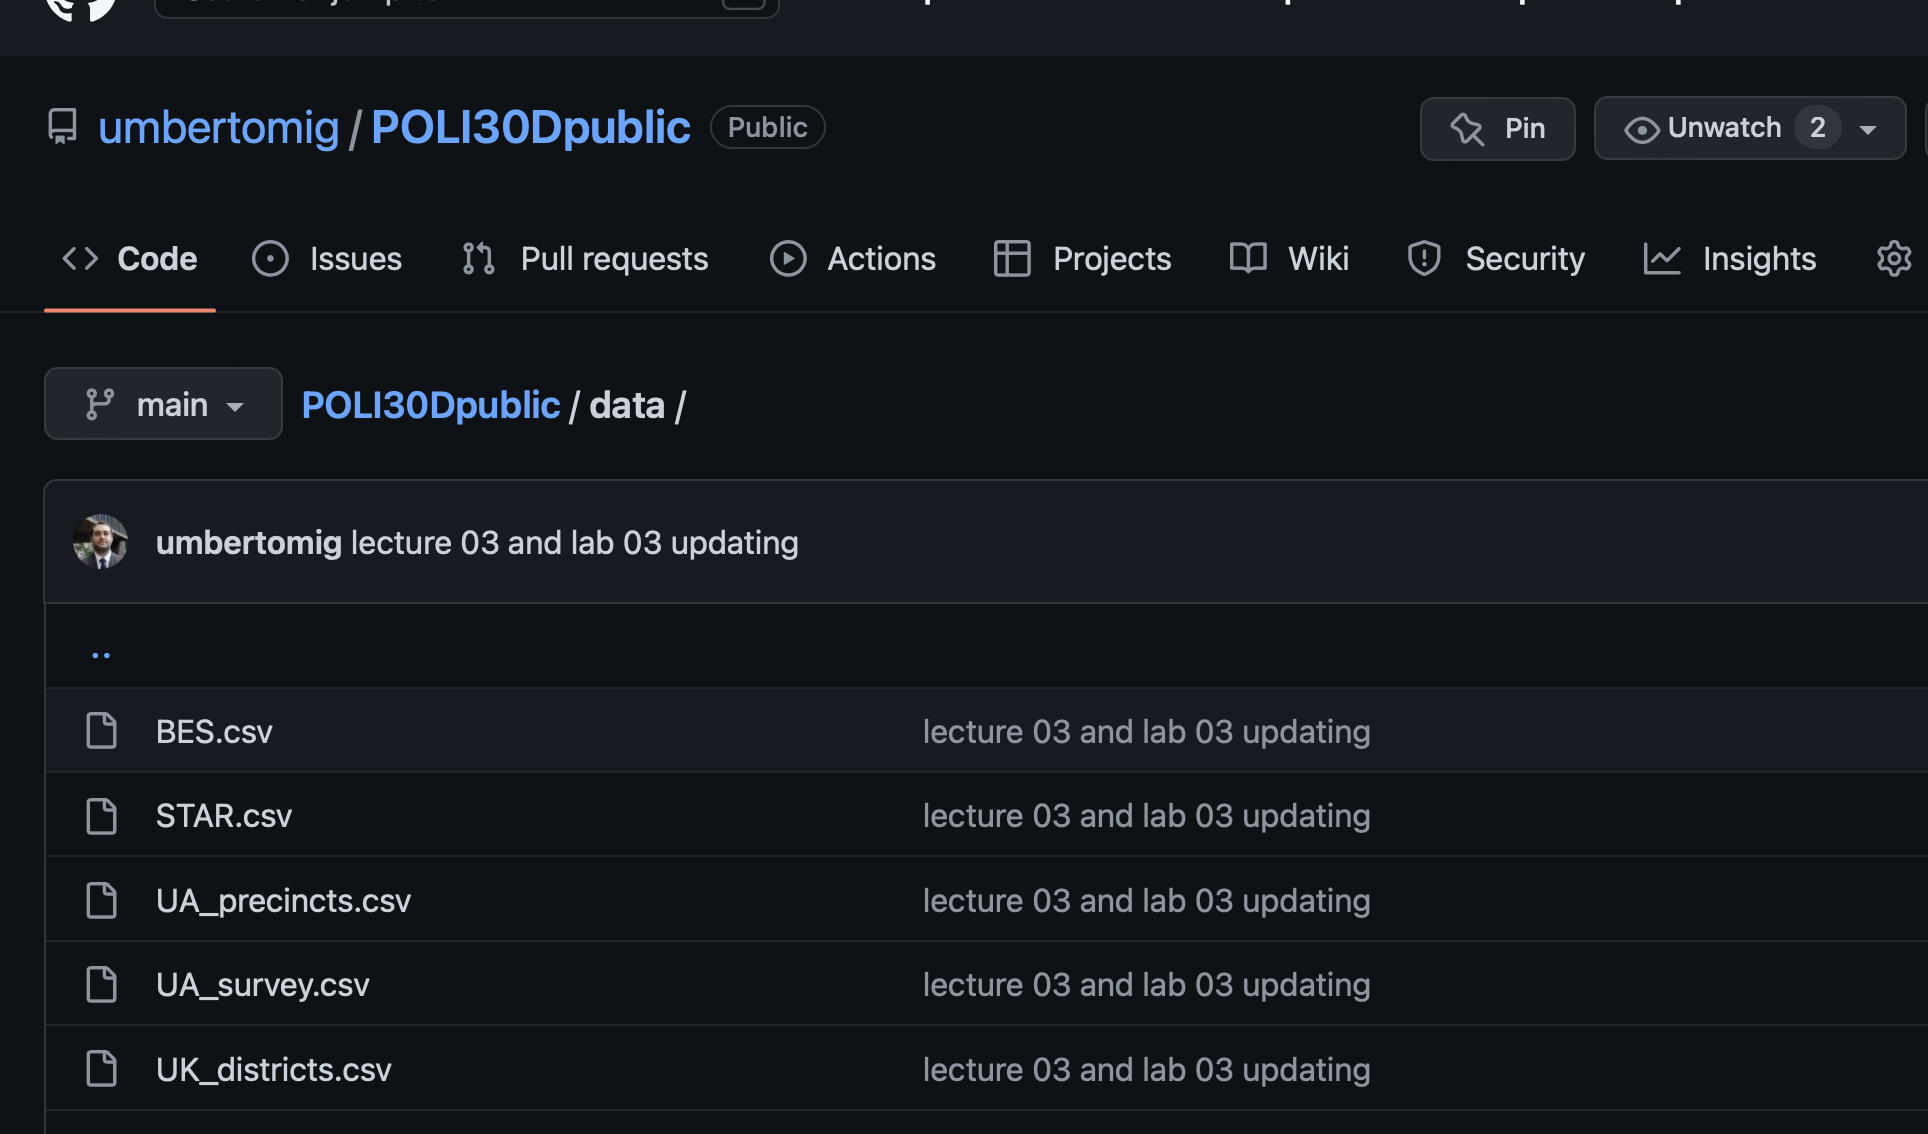 umbertomig / POLI30Dpublic Public Pin Unwatch 2
Code Issues Pull requests Actions Projects Wiki Security Insights
main POLI30Dpublic / data /
umbertomig lecture 03 and lab 03 updating
..
BES.csv lecture 03 and lab 03 updating
STAR.csv lecture 03 and lab 03 updating
UA_precincts.csv lecture 03 and lab 03 updating
UA_survey.csv lecture 03 and lab 03 updating
UK_districts.csv lecture 03 and lab 03 updating